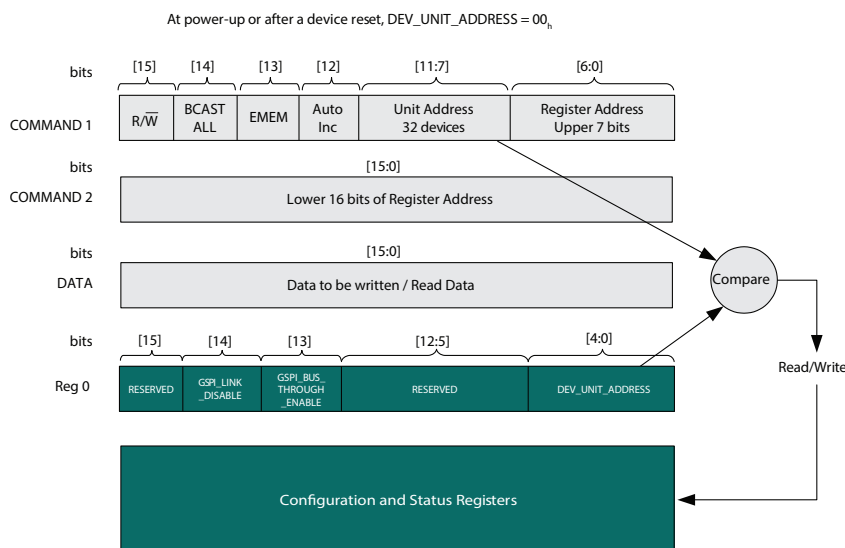 At power-up or after a device reset, DEV_UNIT_ADDRESS = 00h
bits [15] [14] [13] [12] [11:7] [6:0]
COMMAND 1
R/W̅
BCAST
ALL
EMEM
Auto
Inc
Unit Address
32 devices
Register Address
Upper 7 bits
bits [15:0]
COMMAND 2
Lower 16 bits of Register Address
bits [15:0]
DATA
Data to be written / Read Data
Compare
bits [15] [14] [13] [12:5] [4:0]
Reg 0
RESERVED
GSPI_LINK
_DISABLE
GSPI_BUS_
THROUGH
_ENABLE
RESERVED
DEV_UNIT_ADDRESS
Read/Write
Configuration and Status Registers